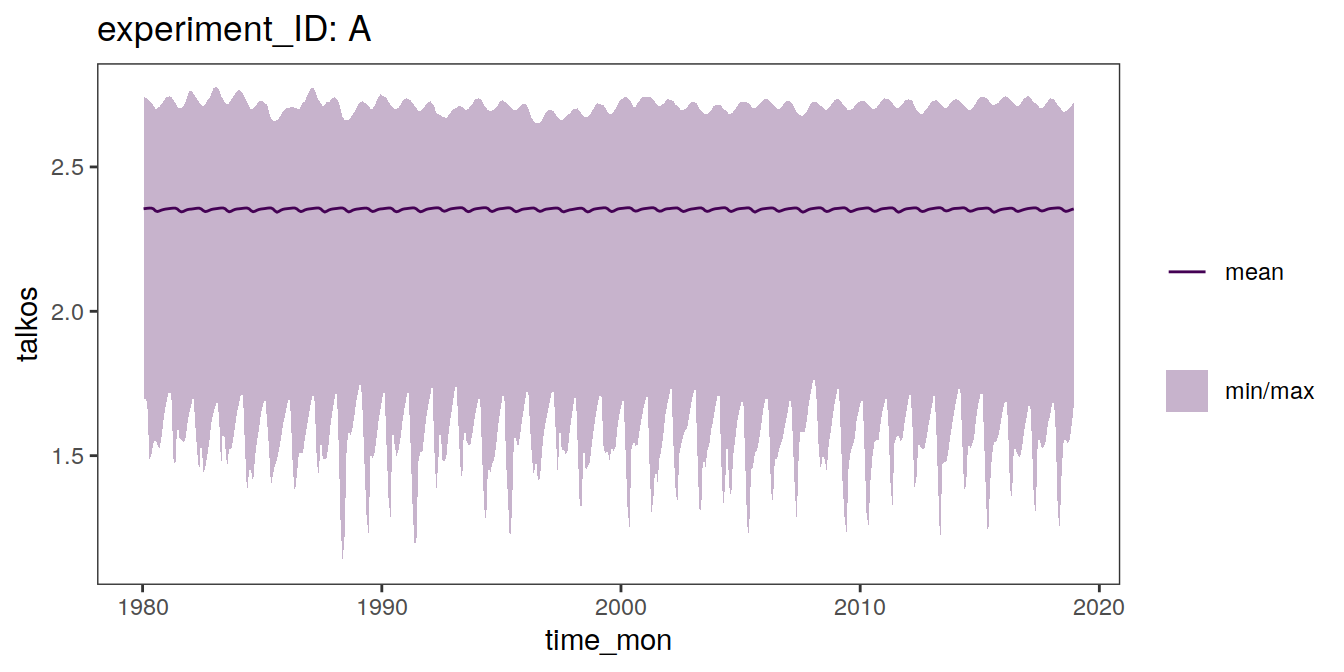 experiment_ID: A
talkos
2.5
2.0
1.5
1980 1990 2000 2010 2020
time_mon
mean
min/max